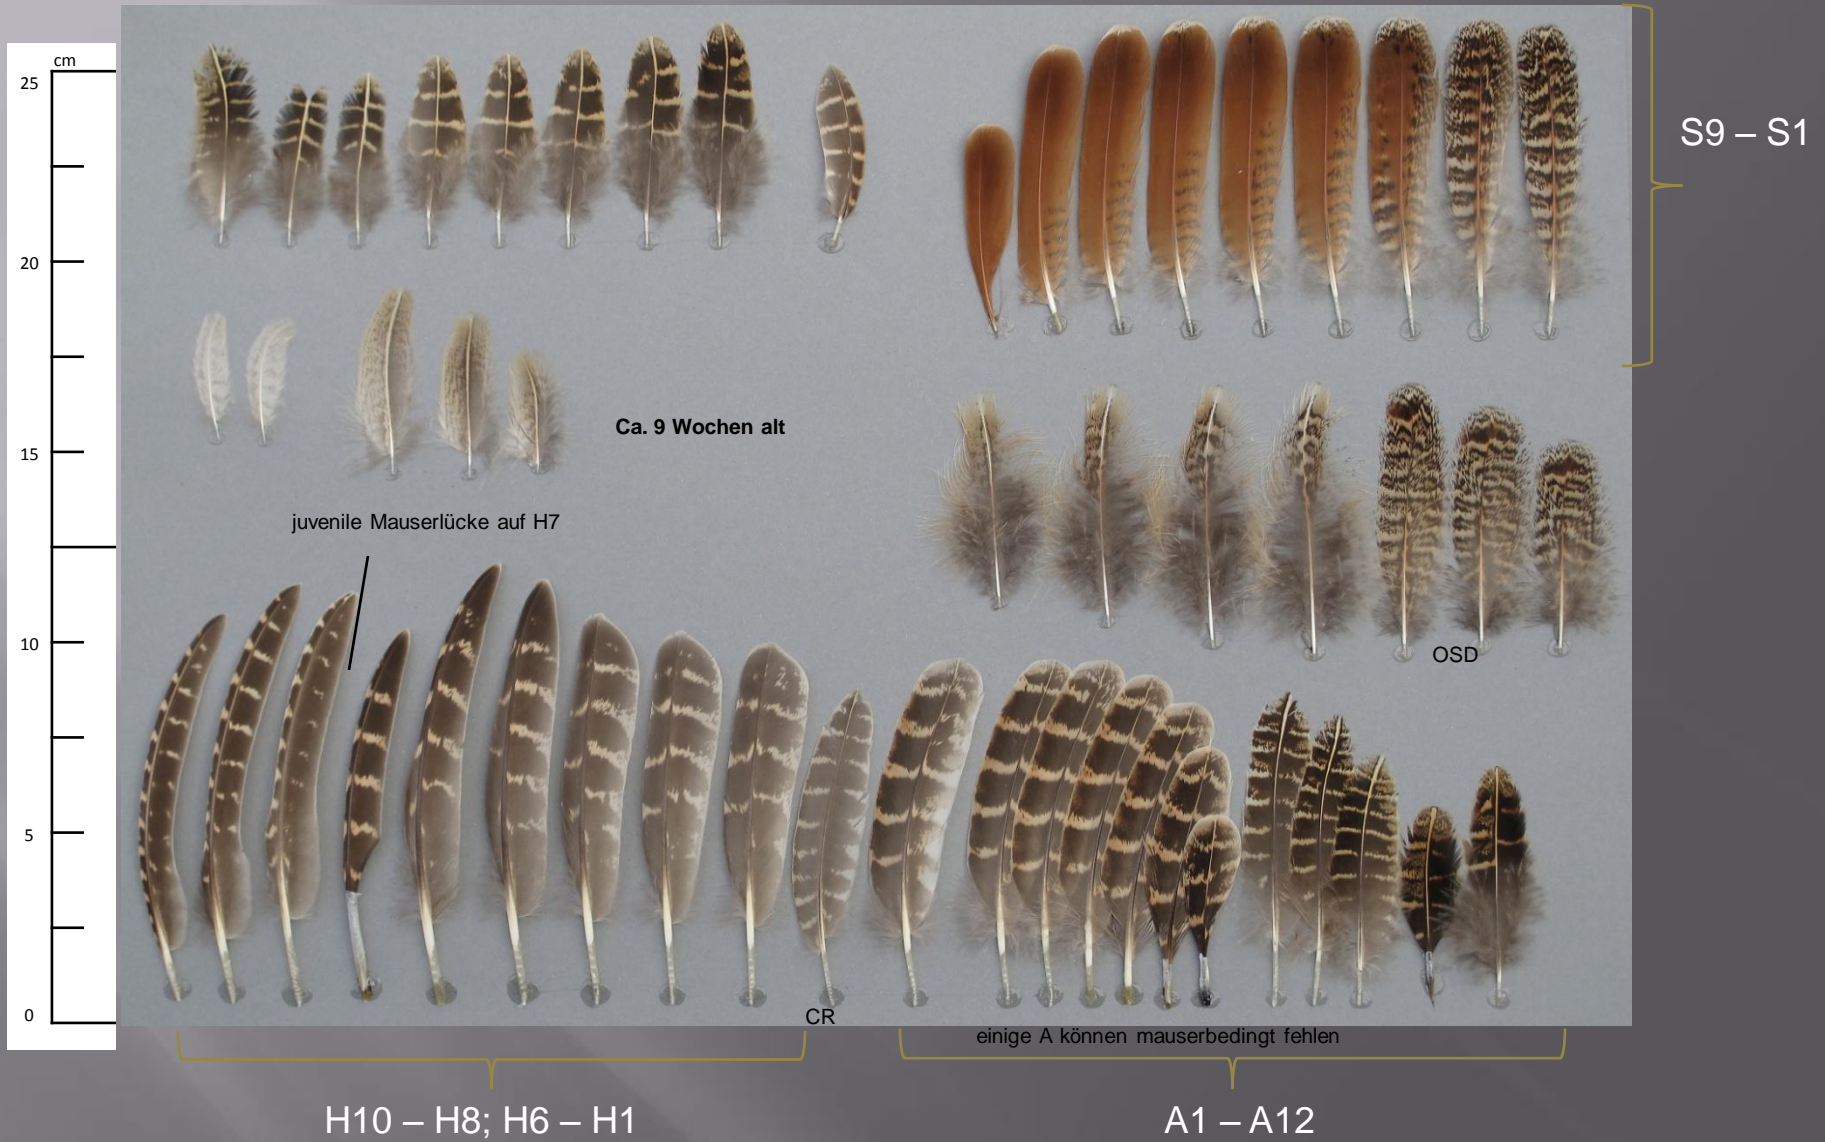 cm
25
20
15
10
5
0
S9 – S1
Ca. 9 Wochen alt
juvenile Mauserlücke auf H7
OSD
CR
einige A können mauserbedingt fehlen
H10 – H8; H6 – H1
A1 – A12